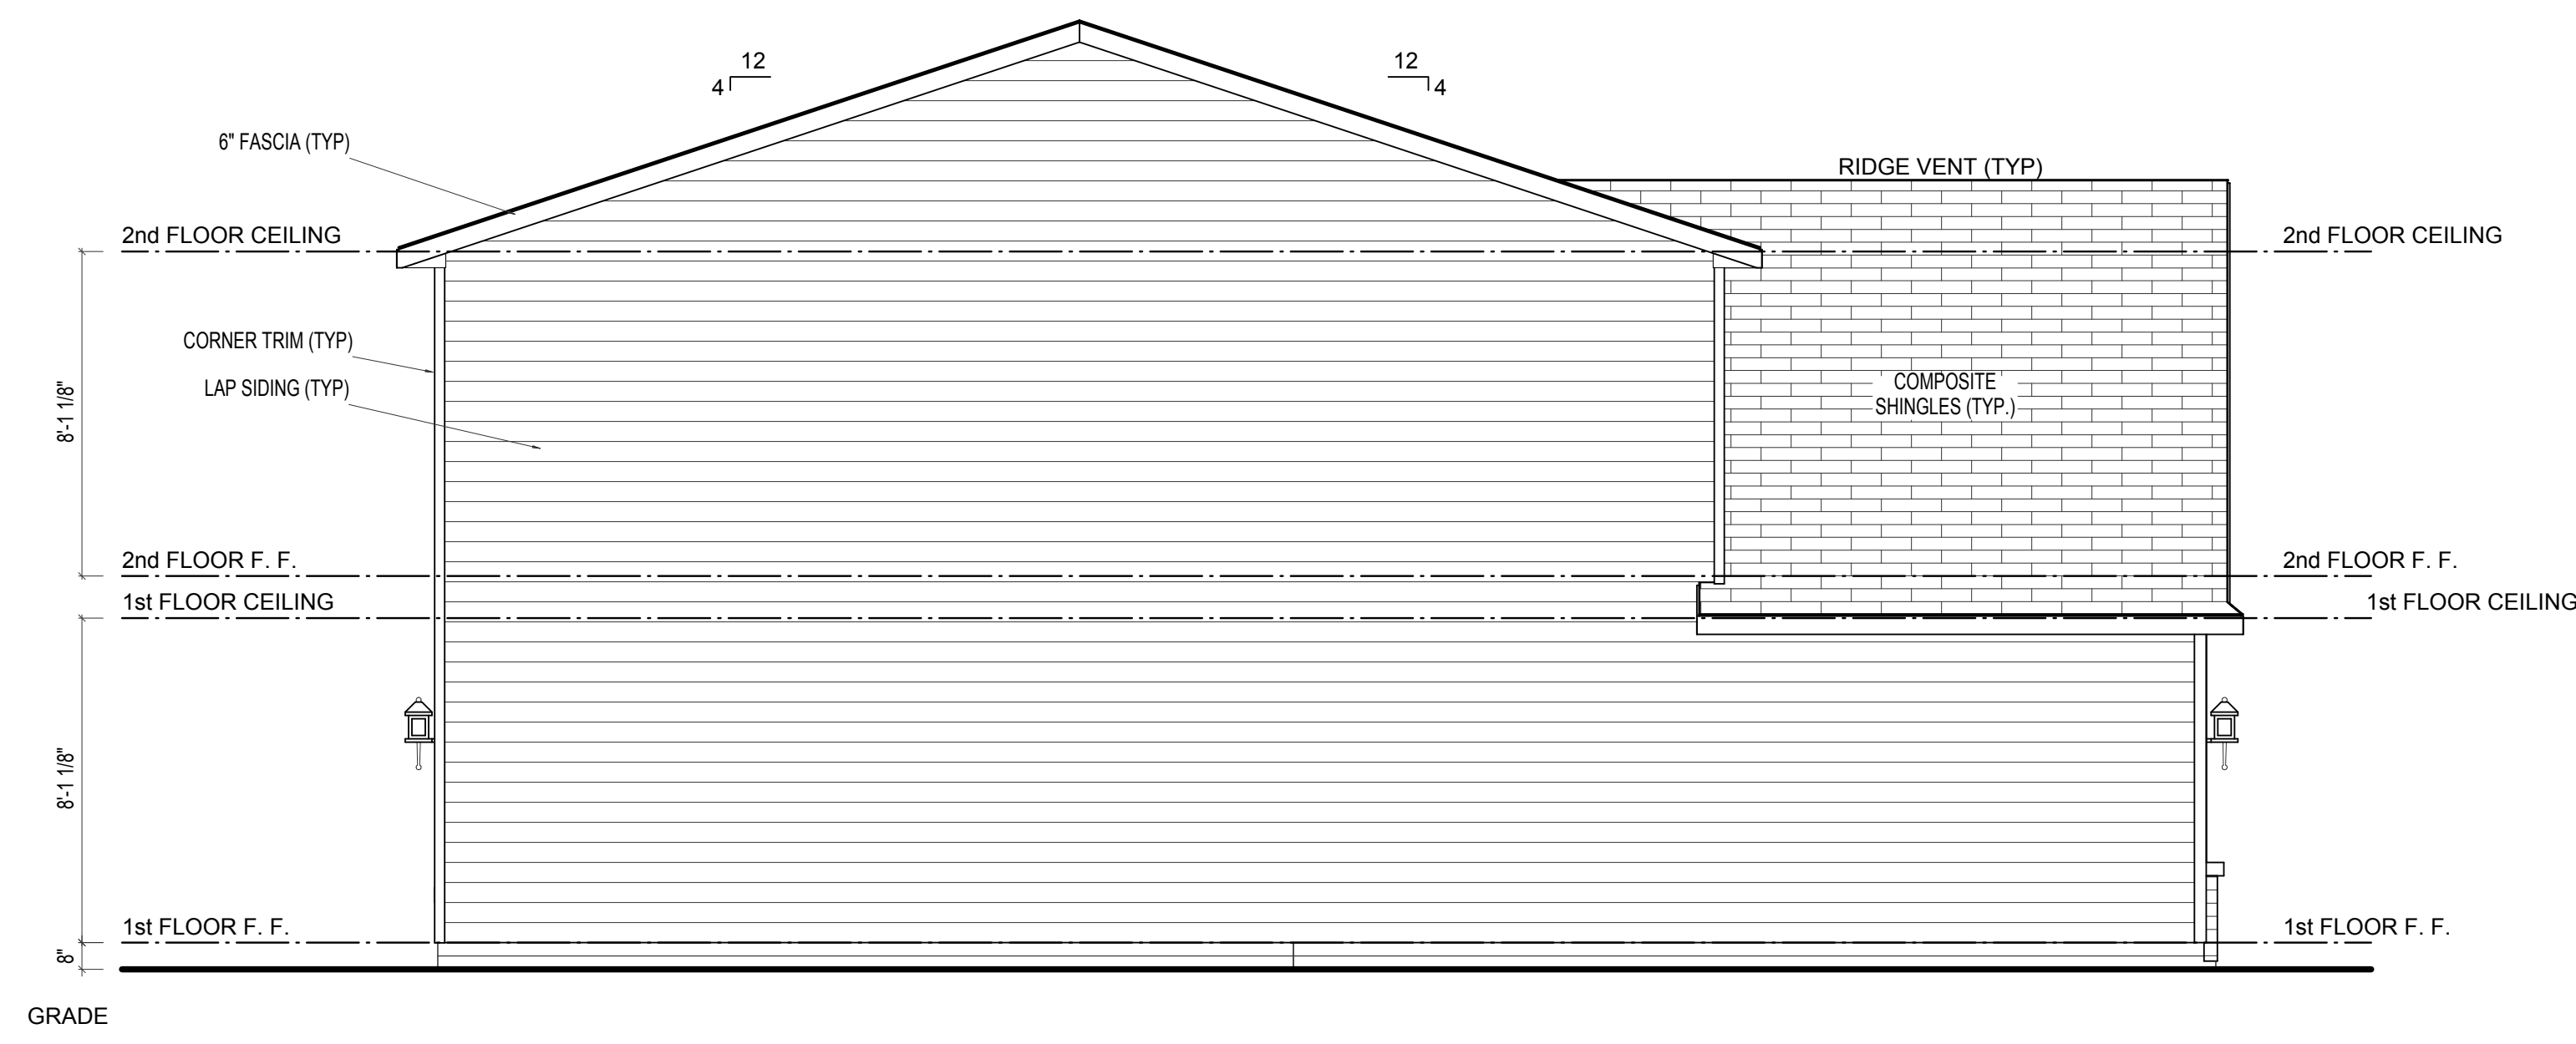 12
12
4
4
6" FASCIA (TYP)
RIDGE VENT (TYP)
2nd FLOOR CEILING
2nd FLOOR CEILING
CORNER TRIM (TYP)
LAP SIDING (TYP)
COMPOSITE
SHINGLES (TYP.)
8'-1 1/8"
2nd FLOOR F. F.
2nd FLOOR F. F.
1st FLOOR CEILING
1st FLOOR CEILING
8'-1 1/8"
1st FLOOR F. F.
1st FLOOR F. F.
8"
GRADE